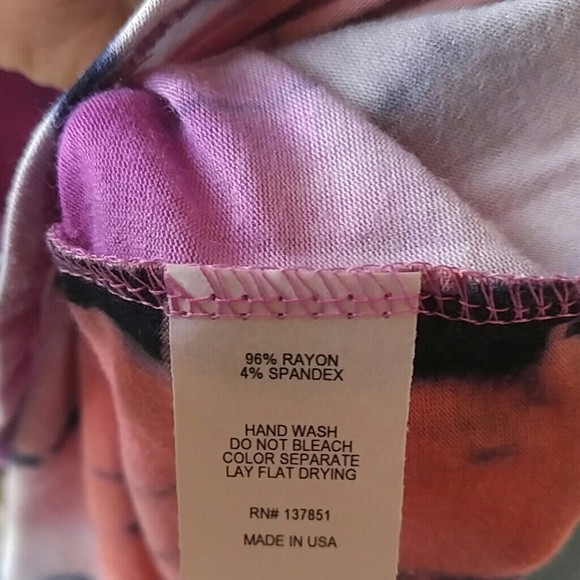 96% RAYON
4% SPANDEX
HAND WASH
DO NOT BLEACH
COLOR SEPARATE
LAY FLAT DRYING
RN# 137851
MADE IN USA